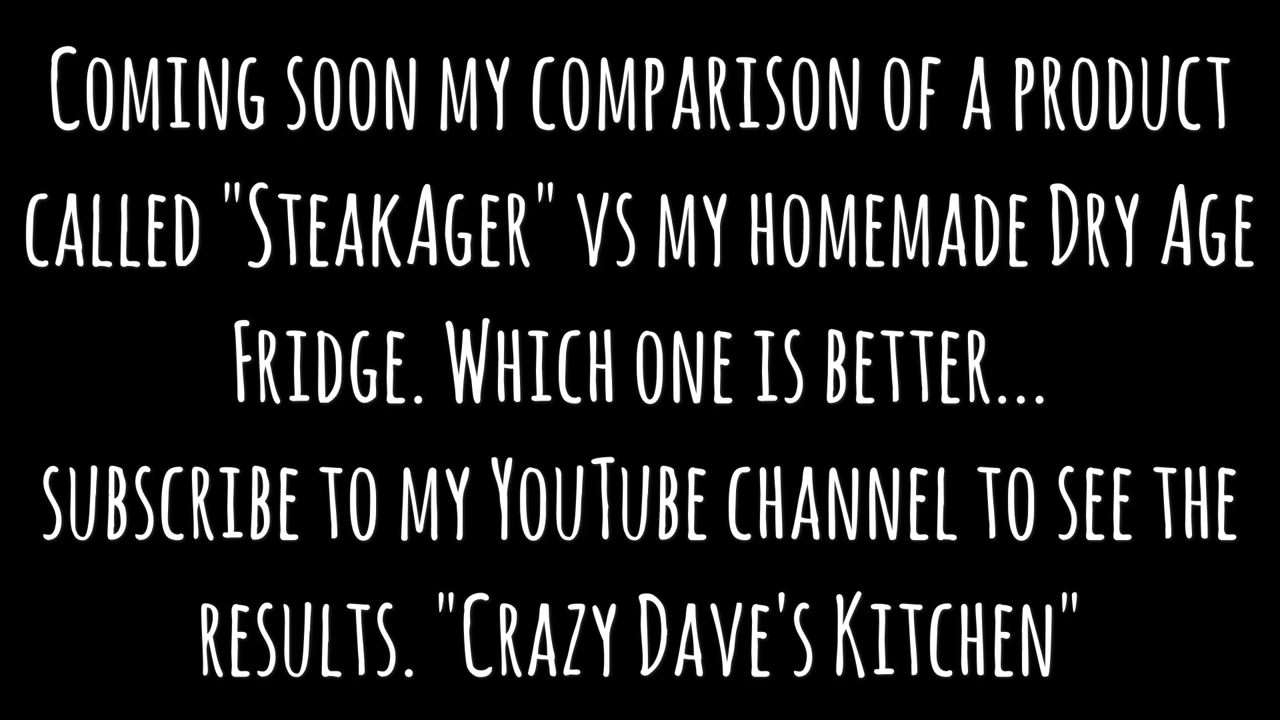 Coming soon my comparison of a product
called "SteakAger" vs my homemade Dry Age
Fridge. Which one is better...
subscribe to my YouTube channel to see the
results. "Crazy Dave's Kitchen"